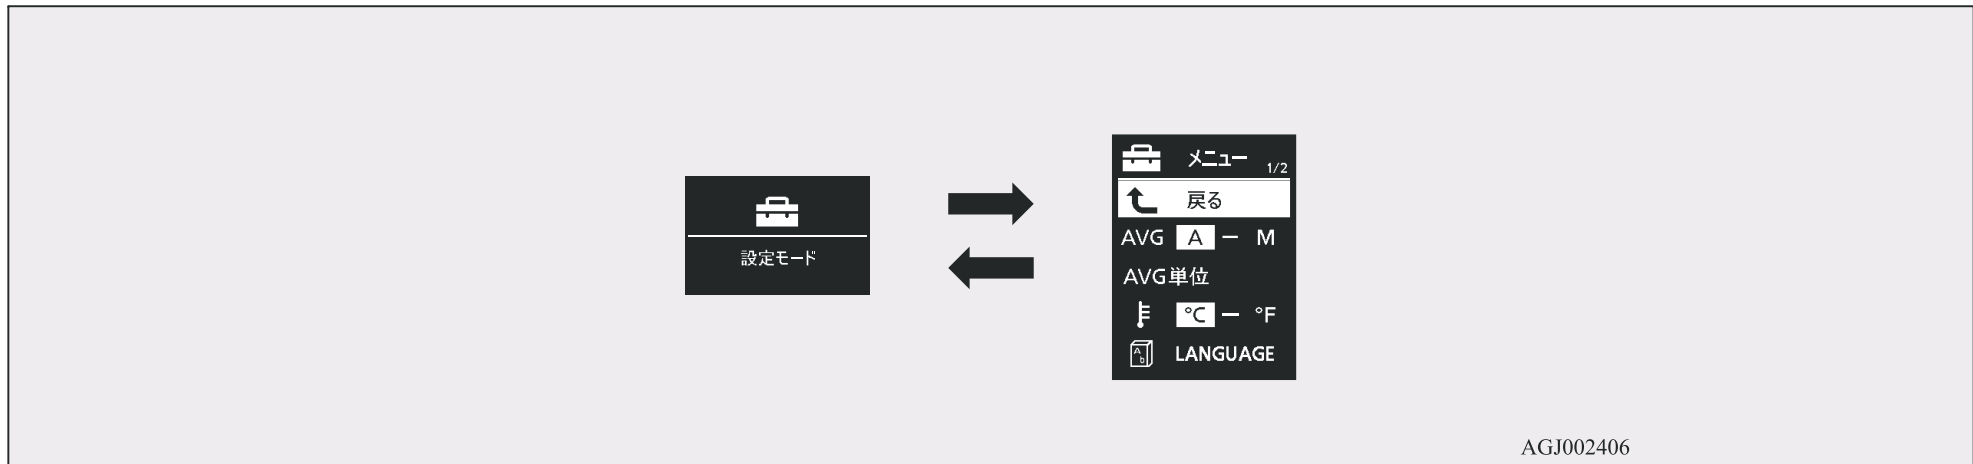 設定モード
メニュー 1/2
戻る
AVG A － M
AVG単位
°C － °F
A b LANGUAGE
AGJ002406